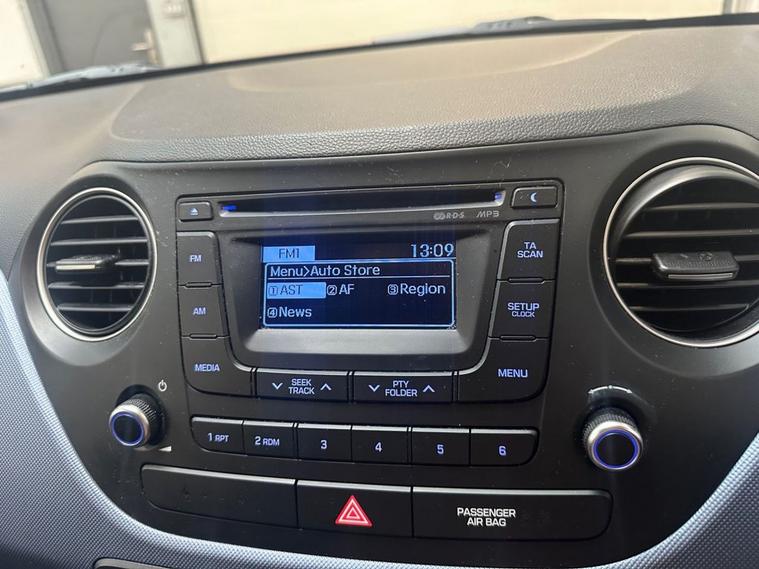 R·D·S MP3
FM
AM
MEDIA
FM1 13:09
Menu>Auto Store
①AST ②AF ③Region
④News
TA
SCAN
SETUP
CLOCK
MENU
SEEK
TRACK
PTY
FOLDER
1 RPT 2 RDM 3 4 5 6
PASSENGER
AIR BAG